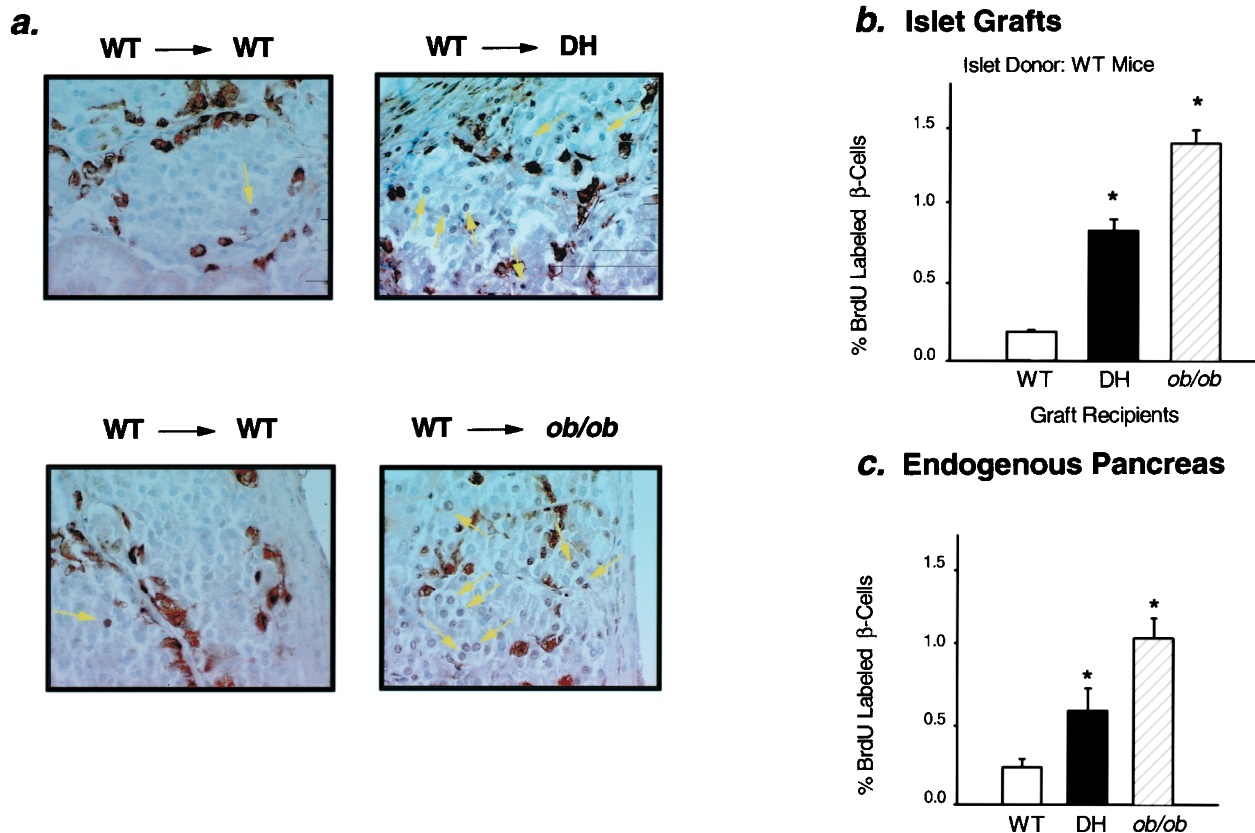 a.
WT → WT
WT → DH
WT → WT
WT → ob/ob
b. Islet Grafts
Islet Donor: WT Mice
% BrdU Labeled β-Cells
1.5
1.0
0.5
0.0
*
*
WT
DH
ob/ob
Graft Recipients
c. Endogenous Pancreas
% BrdU Labeled β-Cells
1.5
1.0
0.5
0.0
*
*
WT
DH
ob/ob